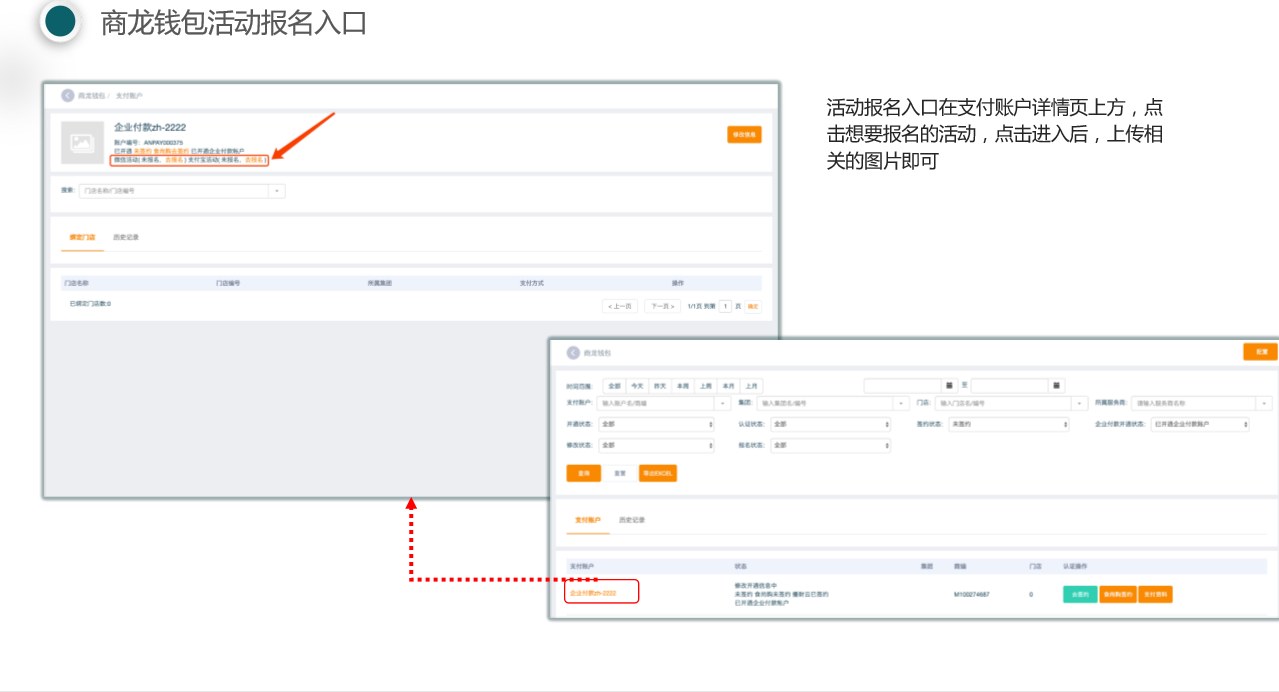 商龙钱包活动报名入口
活动报名入口在支付账户详情页上方，点
击想要报名的活动，点击进入后，上传相
关的图片即可
商龙钱包 / 支付账户
企业付款zh-2222
修改信息
账户编号: ANPAY000375
已开通 未签约 食尚购未签约 已开通企业付款账户
微信活动( 未报名、去报名 ) 支付宝活动( 未报名、去报名 )
搜索: 门店名称/门店编号
绑定门店 历史记录
门店名称 门店编号 所属集团 支付方式 操作
已绑定门店数:0 < 上一页 下一页 > 1/1页 到第 1 页 确定
商龙钱包 配置
时间范围: 全部 今天 昨天 本周 上周 本月 上月 至
支付账户: 输入账户名/商编 集团: 输入集团名/编号 门店: 输入门店名/编号 所属服务商: 请输入服务商名称
开通状态: 全部 认证状态: 全部 签约状态: 未签约 企业付款开通状态: 已开通企业付款账户
修改状态: 全部 报名状态: 全部
查询 重置 导出EXCEL
支付账户 历史记录
支付账户 状态 集团 商编 门店 认证操作
修改开通信息中
企业付款zh-2222 未签约 食尚购未签约 餐财云已签约 M100274687 0 未签约 食尚购签约 支付资料
已开通企业付款账户